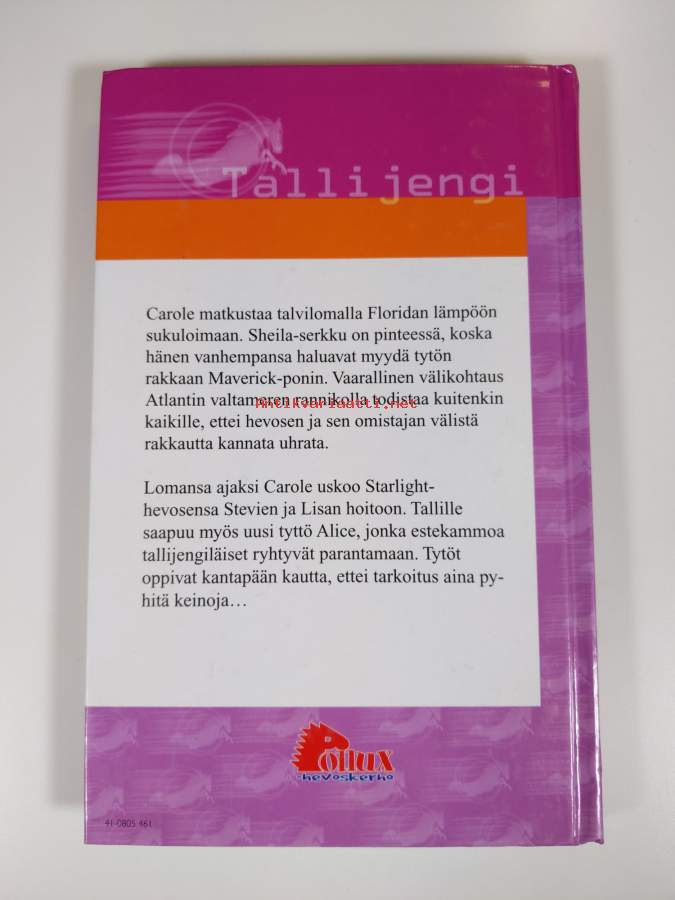 Tallijengi
Carole matkustaa talvilomalla Floridan lämpöön
sukuloimaan. Sheila-serkku on pinteessä, koska
hänen vanhempansa haluavat myydä tytön
rakkaan Maverick-ponin. Vaarallinen välikohtaus
Atlantin valtameren rannikolla todistaa kuitenkin
antikvariaatti.net
kaikille, ettei hevosen ja sen omistajan välistä
rakkautta kannata uhrata.
Lomansa ajaksi Carole uskoo Starlight-
hevosensa Stevien ja Lisan hoitoon. Tallille
saapuu myös uusi tyttö Alice, jonka estekammoa
tallijengiläiset ryhtyvät parantamaan. Tytöt
oppivat kantapään kautta, ettei tarkoitus aina py-
hitä keinoja…
Pollux
hevoskerho
41-0805 461